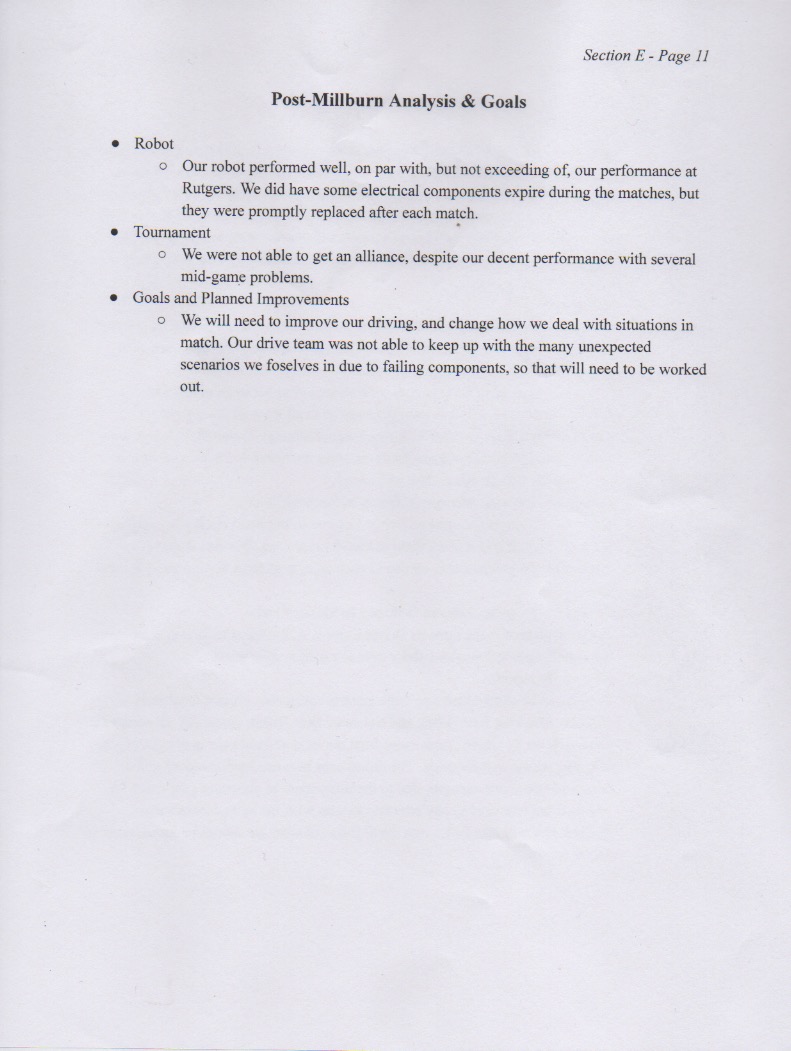 Section E - Page 11
Post-Millburn Analysis & Goals
● Robot
○ Our robot performed well, on par with, but not exceeding of, our performance at
Rutgers. We did have some electrical components expire during the matches, but
they were promptly replaced after each match.
● Tournament
○ We were not able to get an alliance, despite our decent performance with several
mid-game problems.
● Goals and Planned Improvements
○ We will need to improve our driving, and change how we deal with situations in
match. Our drive team was not able to keep up with the many unexpected
scenarios we foselves in due to failing components, so that will need to be worked
out.